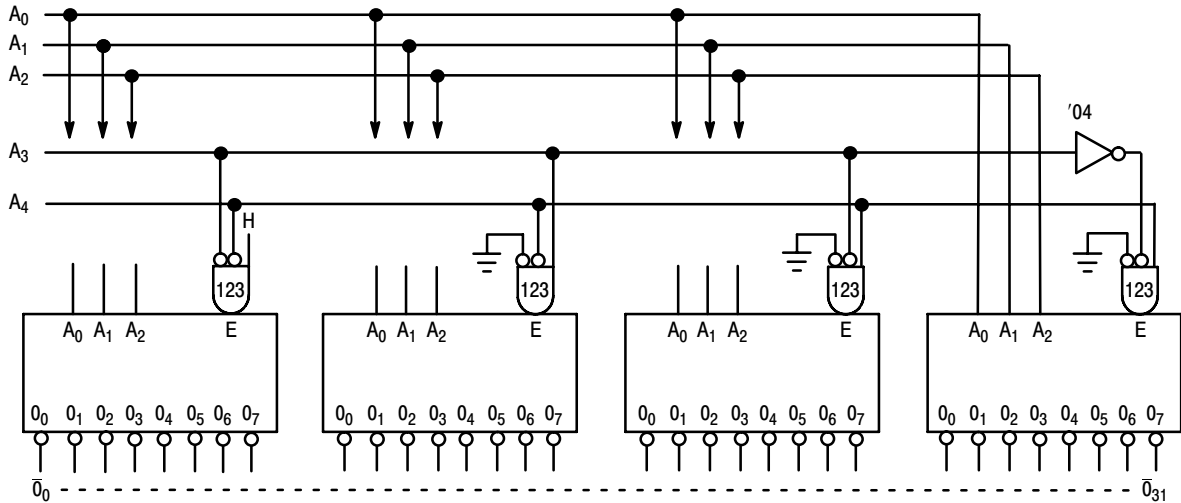 A₀
A₁
A₂
′04
A₃
A₄
H
123 123 123 123
A₀ A₁ A₂ E A₀ A₁ A₂ E A₀ A₁ A₂ E A₀ A₁ A₂ E
0₀ 0₁ 0₂ 0₃ 0₄ 0₅ 0₆ 0₇ 0₀ 0₁ 0₂ 0₃ 0₄ 0₅ 0₆ 0₇ 0₀ 0₁ 0₂ 0₃ 0₄ 0₅ 0₆ 0₇ 0₀ 0₁ 0₂ 0₃ 0₄ 0₅ 0₆ 0₇
0̅₀ 0̅₃₁